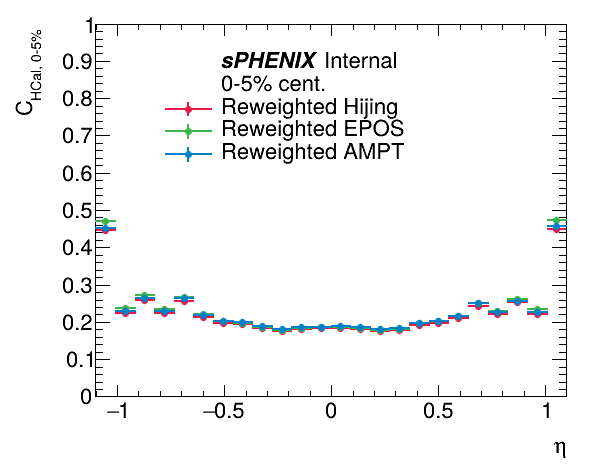 C_HCal, 0-5%
1
0.9
0.8
0.7
0.6
0.5
0.4
0.3
0.2
0.1
0
sPHENIX Internal
0-5% cent.
Reweighted Hijing
Reweighted EPOS
Reweighted AMPT
−1 −0.5 0 0.5 1
η